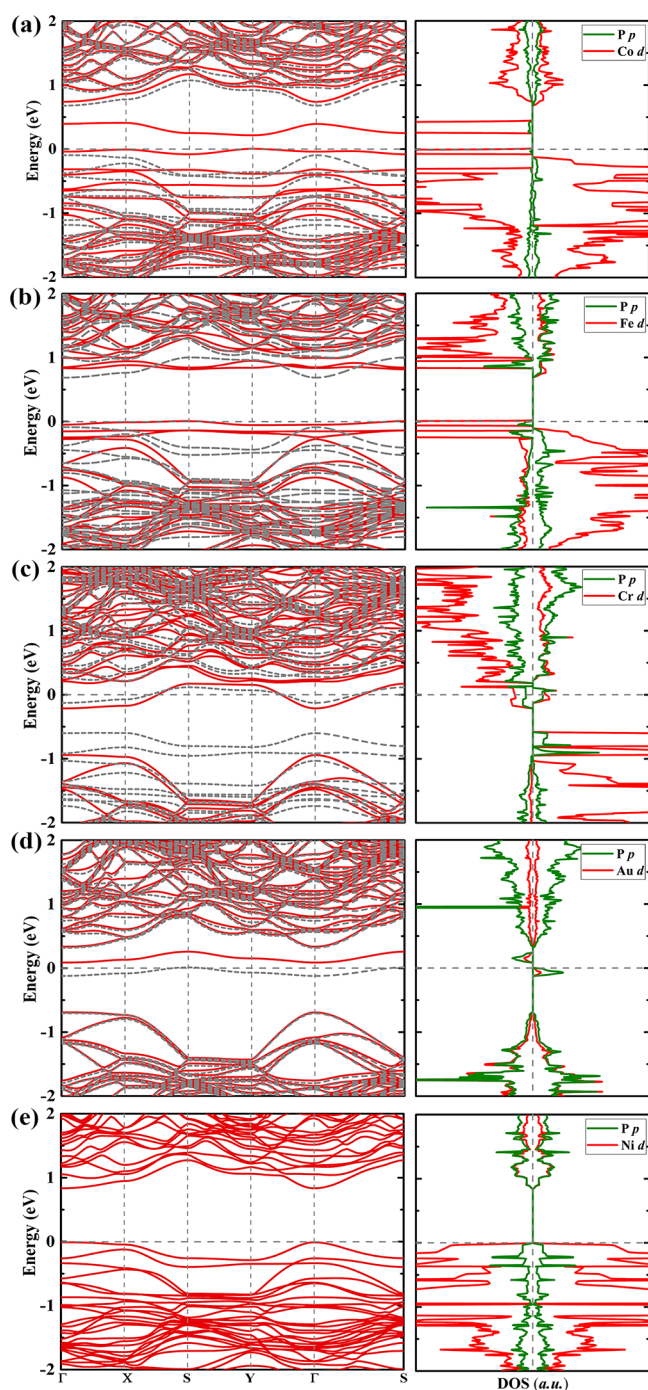 (a)
Energy (eV)
2
1
0
-1
-2
P p
Co d
(b)
Energy (eV)
2
1
0
-1
-2
P p
Fe d
(c)
Energy (eV)
2
1
0
-1
-2
P p
Cr d
(d)
Energy (eV)
2
1
0
-1
-2
P p
Au d
(e)
Energy (eV)
2
1
0
-1
-2
P p
Ni d
Γ X S Y Γ S
DOS (a.u.)